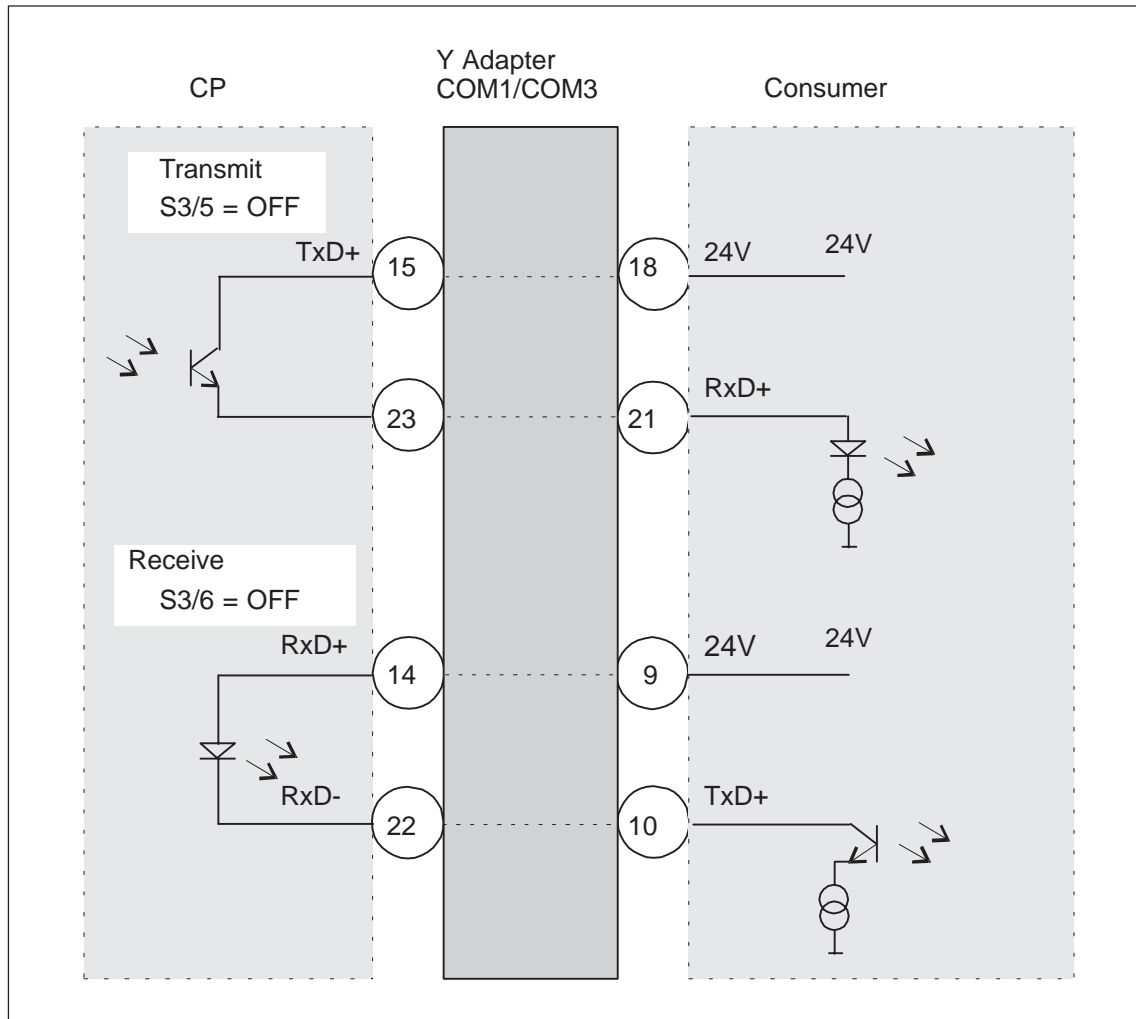 CP
Y Adapter
COM1/COM3
Consumer
Transmit
S3/5 = OFF
TxD+
15
18
24V
24V
23
21
RxD+
Receive
S3/6 = OFF
RxD+
14
9
24V
24V
RxD-
22
10
TxD+